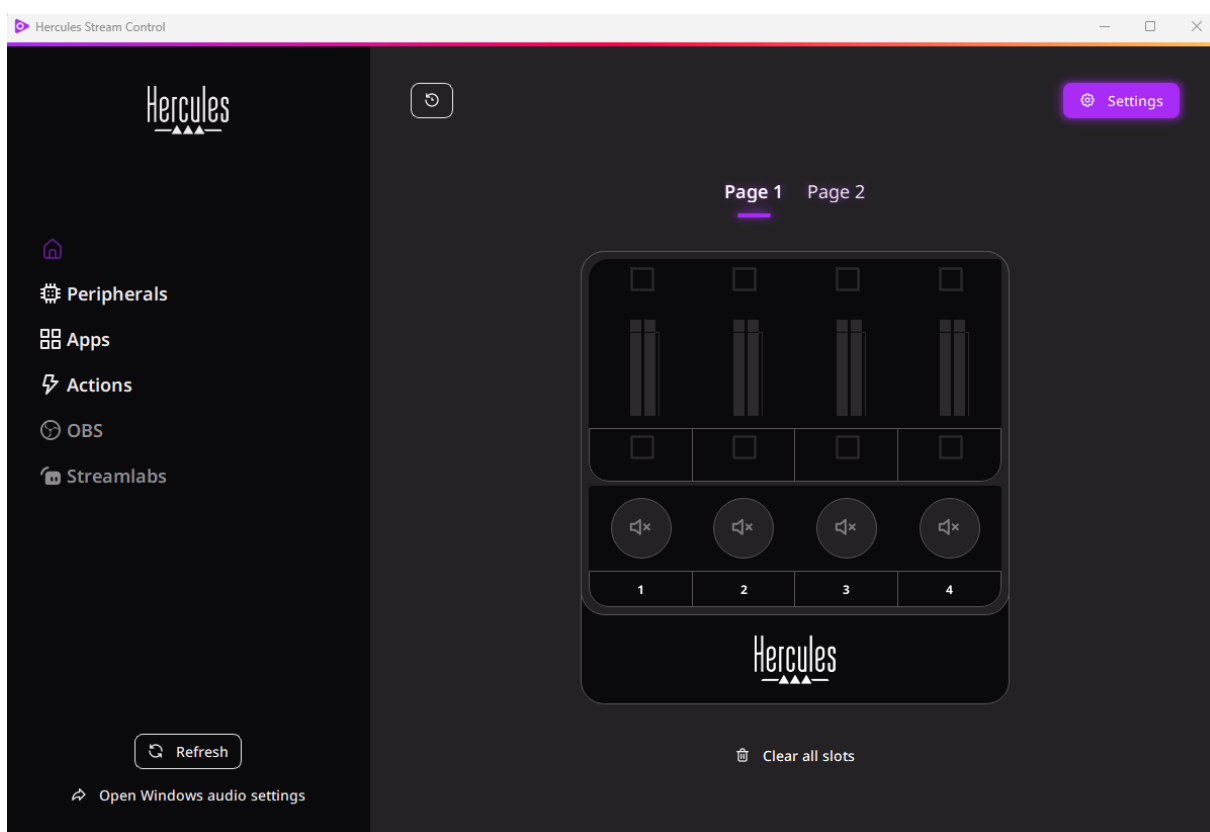 Hercules Stream Control
Hercules
Settings
Page 1 Page 2
Peripherals
Apps
Actions
OBS
Streamlabs
1 2 3 4
Hercules
Refresh
Clear all slots
Open Windows audio settings